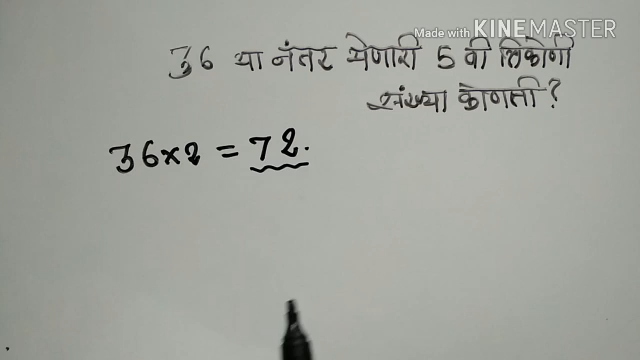 Made with KINEMASTER
36 या नंतर येणारी 5 वी त्रिकोणी
संख्या कोणती?
36×2 = 72.